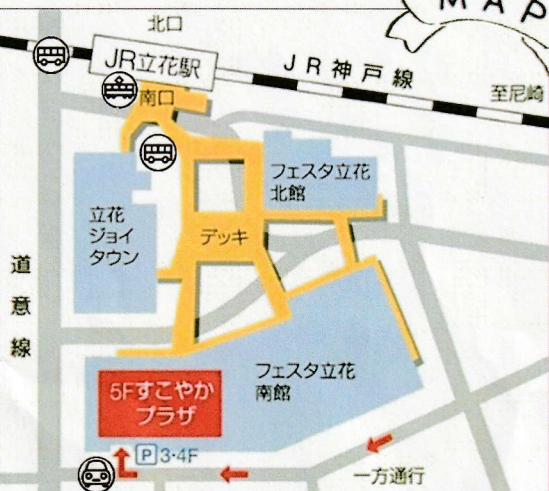 MAP
北口
JR立花駅
JR神戸線
至尼崎
南口
フェスタ立花
北館
立花
ジョイ
タウン
デッキ
道意線
フェスタ立花
南館
5Fすこやか
プラザ
P3・4F
一方通行